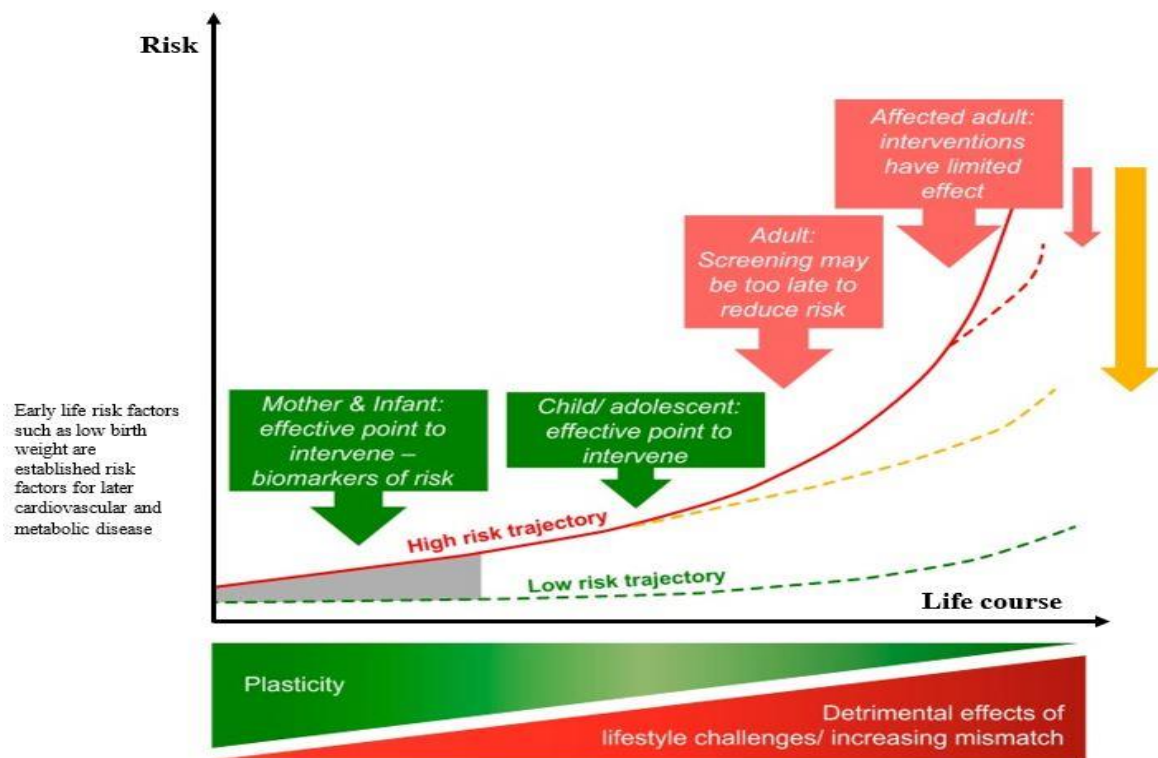 Risk
Affected adult:
interventions
have limited
effect
Adult:
Screening may
be too late to
reduce risk
Early life risk factors
such as low birth
weight are
established risk
factors for later
cardiovascular and
metabolic disease
Mother & Infant:
effective point to
intervene –
biomarkers of risk
Child/ adolescent:
effective point to
intervene
High risk trajectory
Low risk trajectory
Life course
Plasticity
Detrimental effects of
lifestyle challenges/ increasing mismatch